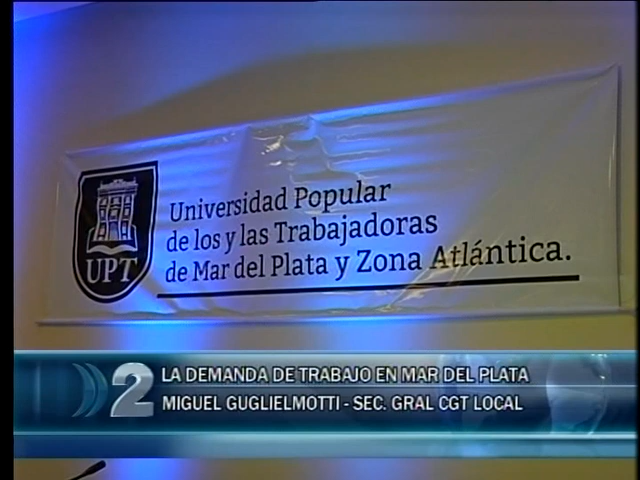 Universidad Popular
de los y las Trabajadoras
de Mar del Plata y Zona Atlántica.
UPT
2
LA DEMANDA DE TRABAJO EN MAR DEL PLATA
MIGUEL GUGLIELMOTTI - SEC. GRAL CGT LOCAL